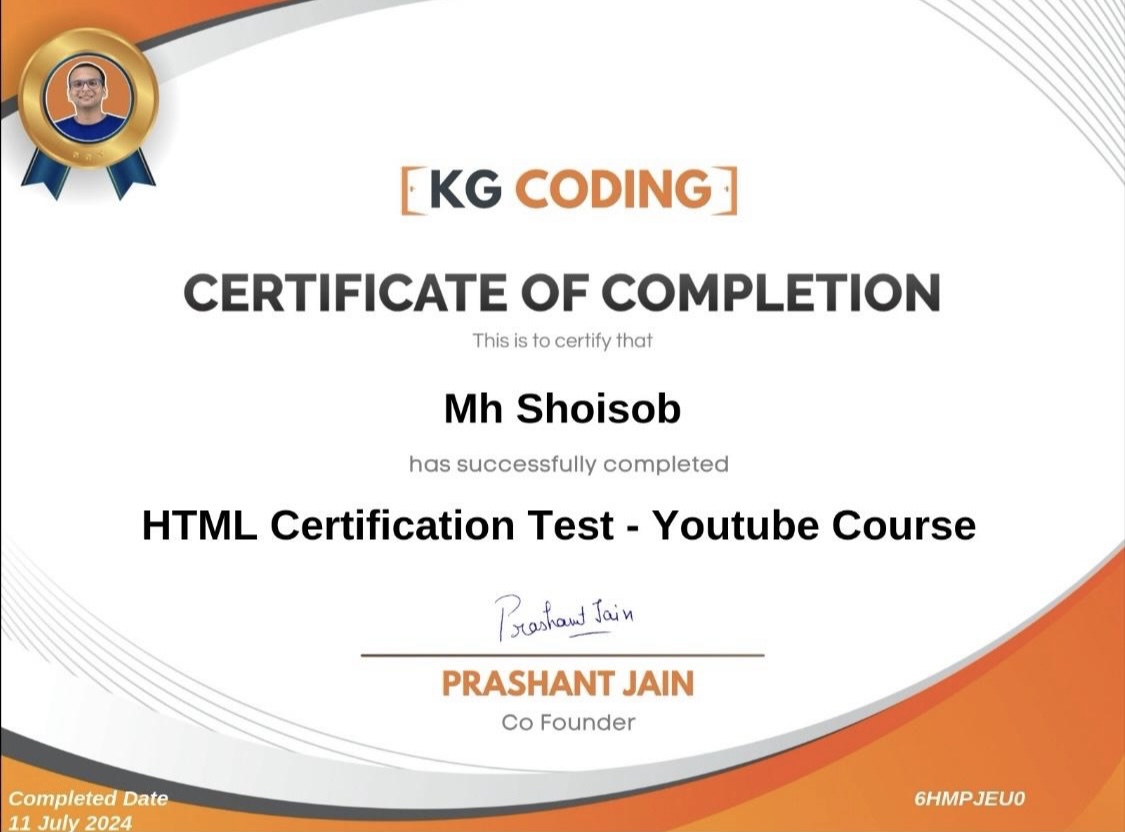 KG CODING
CERTIFICATE OF COMPLETION
This is to certify that
Mh Shoisob
has successfully completed
HTML Certification Test - Youtube Course
Prashant Jain
PRASHANT JAIN
Co Founder
Completed Date
11 July 2024
6HMPJEU0